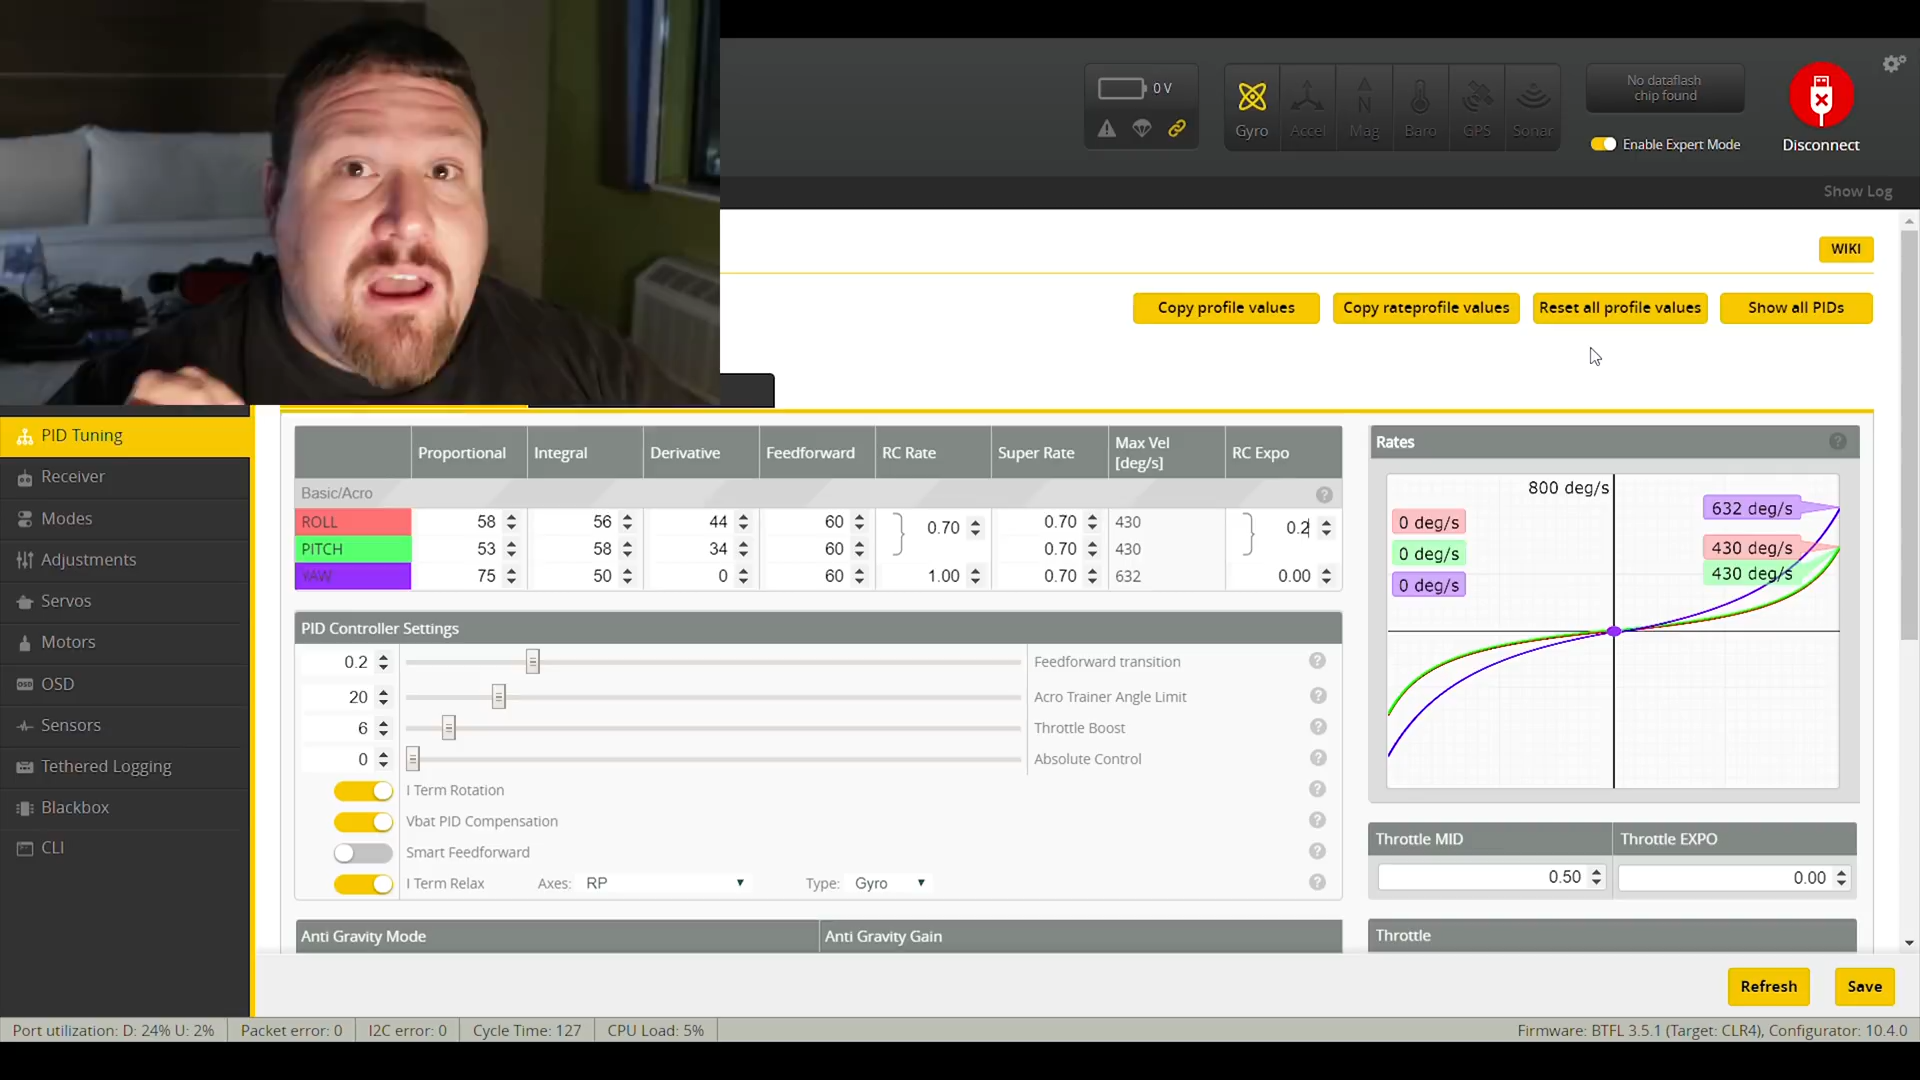 0 V
No dataflash
chip found
Gyro
Accel
Mag
Baro
GPS
Sonar
Enable Expert Mode
Disconnect
Show Log
WIKI
Copy profile values
Copy rateprofile values
Reset all profile values
Show all PIDs
PID Tuning
Receiver
Modes
Adjustments
Servos
Motors
OSD
Sensors
Tethered Logging
Blackbox
CLI
Proportional Integral Derivative Feedforward RC Rate Super Rate Max Vel [deg/s] RC Expo
Basic/Acro
ROLL 58 56 44 60 0.70 0.70 430 0.2
PITCH 53 58 34 60 0.70 430
YAW 75 50 0 60 1.00 0.70 632 0.00
PID Controller Settings
0.2 Feedforward transition
20 Acro Trainer Angle Limit
6 Throttle Boost
0 Absolute Control
I Term Rotation
Vbat PID Compensation
Smart Feedforward
I Term Relax Axes: RP Type: Gyro
Anti Gravity Mode Anti Gravity Gain
Rates
800 deg/s
0 deg/s
0 deg/s
0 deg/s
632 deg/s
430 deg/s
430 deg/s
Throttle MID Throttle EXPO
0.50 0.00
Throttle
Refresh
Save
Port utilization: D: 24% U: 2% Packet error: 0 I2C error: 0 Cycle Time: 127 CPU Load: 5% Firmware: BTFL 3.5.1 (Target: CLR4), Configurator: 10.4.0